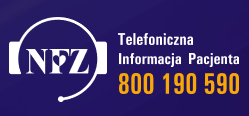 NFZ
Telefoniczna
Informacja Pacjenta
800 190 590